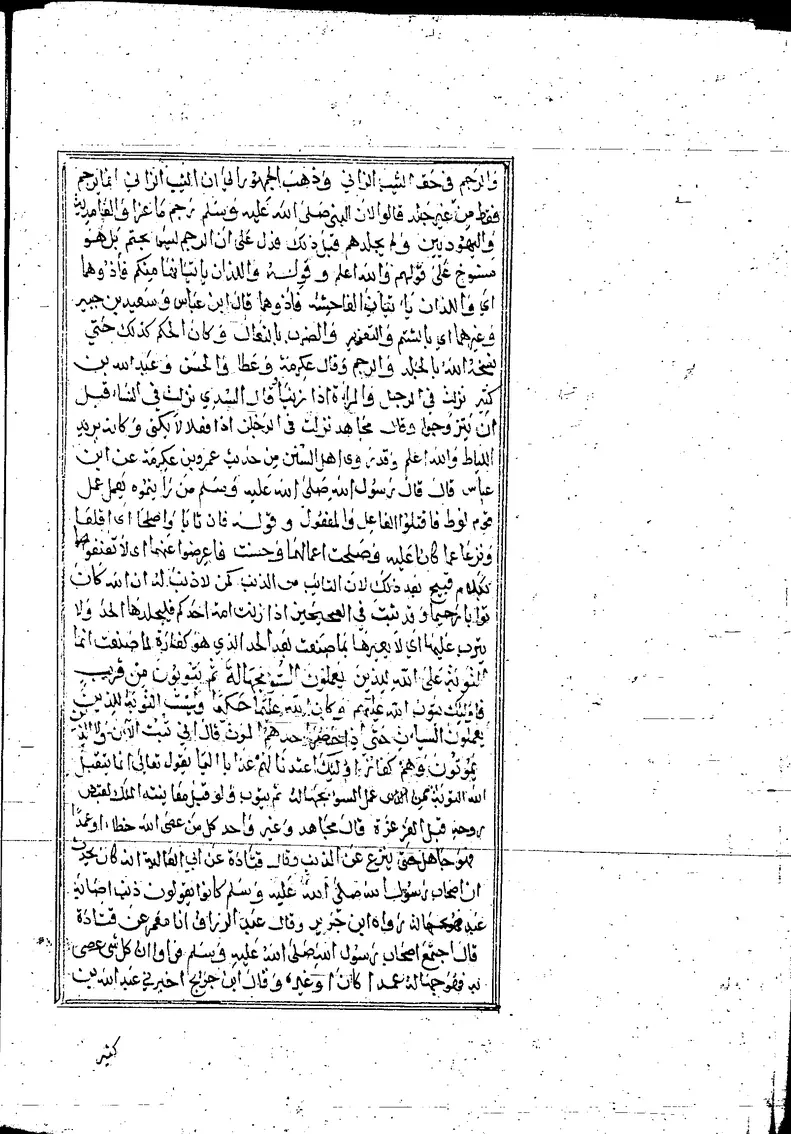 والرجم في حق الثيب الزاني وذهب الجمهور الى ان الثيب الزاني انما يرجم
فقط من غير جلد قالوا لان النبي صلى الله عليه وسلم رجم ماعزا والغامدية
واليهوديين ولم يجلدهم قبل ذلك فدل على ان الرجم ليس بحتم بل هو
منسوخ على قولهم والله اعلم وقوله واللذان ياتيانها منكم فأذوهما
اي واللذان ياتيان الفاحشة فاذوهما قال ابن عباس وسعيد بن جبير
وغيرهما اي بالشتم والتعزير والضرب بالنعال وكان الحكم كذلك حتى
نسخه الله بالجلد والرجم وقال عكرمة وعطا والحسن وعبد الله بن
كثير نزلت في الرجل والمراة اذا زنيا قال السدي نزلت في الفتيان قبل
ان يتزوجوا وقال مجاهد نزلت في الرجلين اذا فعلا لا يكني وكانه يريد
اللياط والله اعلم وقد روى اهل السنن من حديث عمرو بن عكرمة عن ابن
عباس قال قال رسول الله صلى الله عليه وسلم من رايتموه يعمل عمل
قوم لوط فاقتلوا الفاعل والمفعول وقوله فان تابا واصلحا اي اقلعا
ونزعا عما كانا عليه وصلحت اعمالهما وحسنت فاعرضوا عنهما اي لا تعنفوهما
بكلام قبيح بعد ذلك لان التائب من الذنب كمن لا ذنب له ان الله كان
توابا رحيما وقد ثبت في الصحيحين اذا زنت امة احدكم فليجلدها الحد ولا
يثرب عليها اي لا يعيرها بما صنعت بعد الحد الذي هو كفارة لما صنعت انما
التوبة على الله للذين يعملون السو بجهالة ثم يتوبون من قريب
فاوليك يتوب الله عليهم وكان الله عليما حكيما وليست التوبة للذين
يعملون السيات حتى اذا حضر احدهم الموت قال اني تبت الآن ولا الذين
يموتون وهم كفار اوليك اعتدنا لهم عذابا اليما يقول تعالى انما يتقبل
الله التوبة ممن عمل السو بجهالة ثم يتوب ولو قبل معاينة الملك لقبض
روحه قبل الغرغرة قال مجاهد وغير واحد كل من عصى الله خطاء او عمدا
فهو جاهل حتى ينزع عن الذنب وقال قتادة عن ابي العالية انه كان يحدث
ان اصحاب رسول الله صلى الله عليه وسلم كانوا يقولون ذنب اصابه
عبد فهو جهالة رواه ابن جرير وقال عبد الرزاق انا معمر عن قتادة
قال اجتمع اصحاب رسول الله صلى الله عليه وسلم فراوا ان كل شي عصي
به فهو جهالة عمدا كان او غيره وقال ابن جريج اخبرني عبد الله بن
كثير